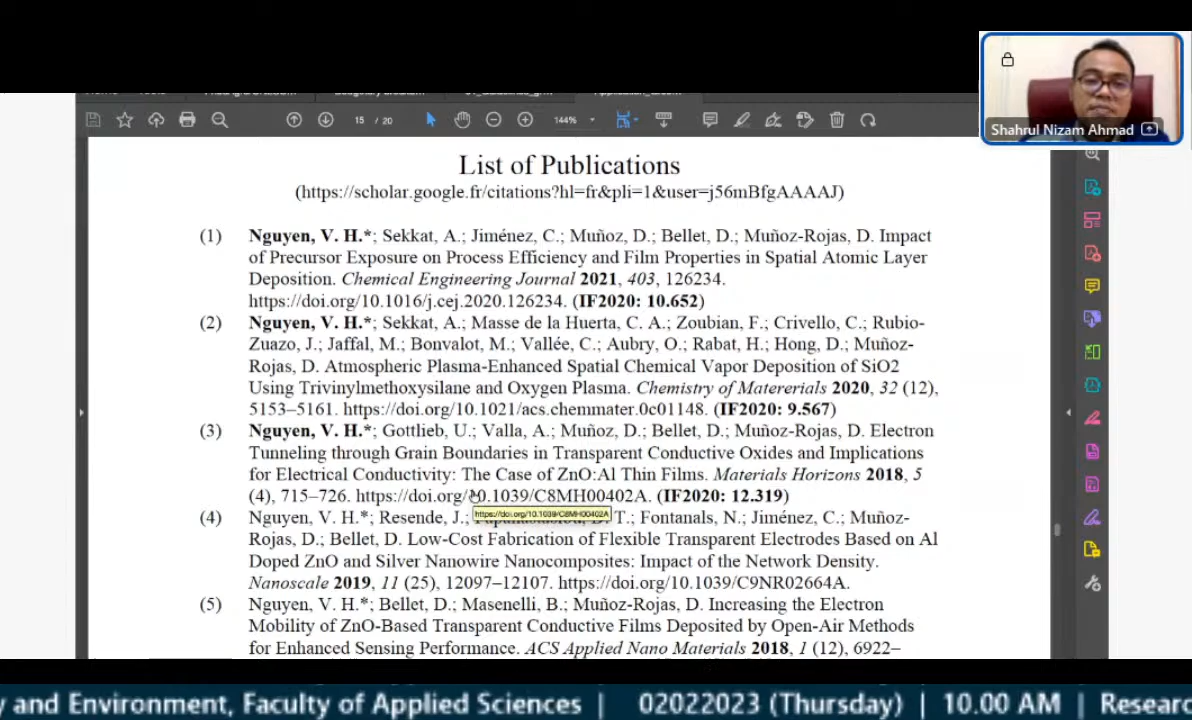 Shahrul Nizam Ahmad
15 / 20
144%
List of Publications
(https://scholar.google.fr/citations?hl=fr&pli=1&user=j56mBfgAAAAJ)
(1) Nguyen, V. H.*; Sekkat, A.; Jiménez, C.; Muñoz, D.; Bellet, D.; Muñoz-Rojas, D. Impact
of Precursor Exposure on Process Efficiency and Film Properties in Spatial Atomic Layer
Deposition. Chemical Engineering Journal 2021, 403, 126234.
https://doi.org/10.1016/j.cej.2020.126234. (IF2020: 10.652)
(2) Nguyen, V. H.*; Sekkat, A.; Masse de la Huerta, C. A.; Zoubian, F.; Crivello, C.; Rubio-
Zuazo, J.; Jaffal, M.; Bonvalot, M.; Vallée, C.; Aubry, O.; Rabat, H.; Hong, D.; Muñoz-
Rojas, D. Atmospheric Plasma-Enhanced Spatial Chemical Vapor Deposition of SiO2
Using Trivinylmethoxysilane and Oxygen Plasma. Chemistry of Matererials 2020, 32 (12),
5153–5161. https://doi.org/10.1021/acs.chemmater.0c01148. (IF2020: 9.567)
(3) Nguyen, V. H.*; Gottlieb, U.; Valla, A.; Muñoz, D.; Bellet, D.; Muñoz-Rojas, D. Electron
Tunneling through Grain Boundaries in Transparent Conductive Oxides and Implications
for Electrical Conductivity: The Case of ZnO:Al Thin Films. Materials Horizons 2018, 5
(4), 715–726. https://doi.org/10.1039/C8MH00402A. (IF2020: 12.319)
https://doi.org/10.1039/C8MH00402A
(4) Nguyen, V. H.*; Resende, J.; T.; Fontanals, N.; Jiménez, C.; Muñoz-
Rojas, D.; Bellet, D. Low-Cost Fabrication of Flexible Transparent Electrodes Based on Al
Doped ZnO and Silver Nanowire Nanocomposites: Impact of the Network Density.
Nanoscale 2019, 11 (25), 12097–12107. https://doi.org/10.1039/C9NR02664A.
(5) Nguyen, V. H.*; Bellet, D.; Masenelli, B.; Muñoz-Rojas, D. Increasing the Electron
Mobility of ZnO-Based Transparent Conductive Films Deposited by Open-Air Methods
for Enhanced Sensing Performance. ACS Applied Nano Materials 2018, 1 (12), 6922–
y and Environment, Faculty of Applied Sciences | 02022023 (Thursday) | 10.00 AM | Researc